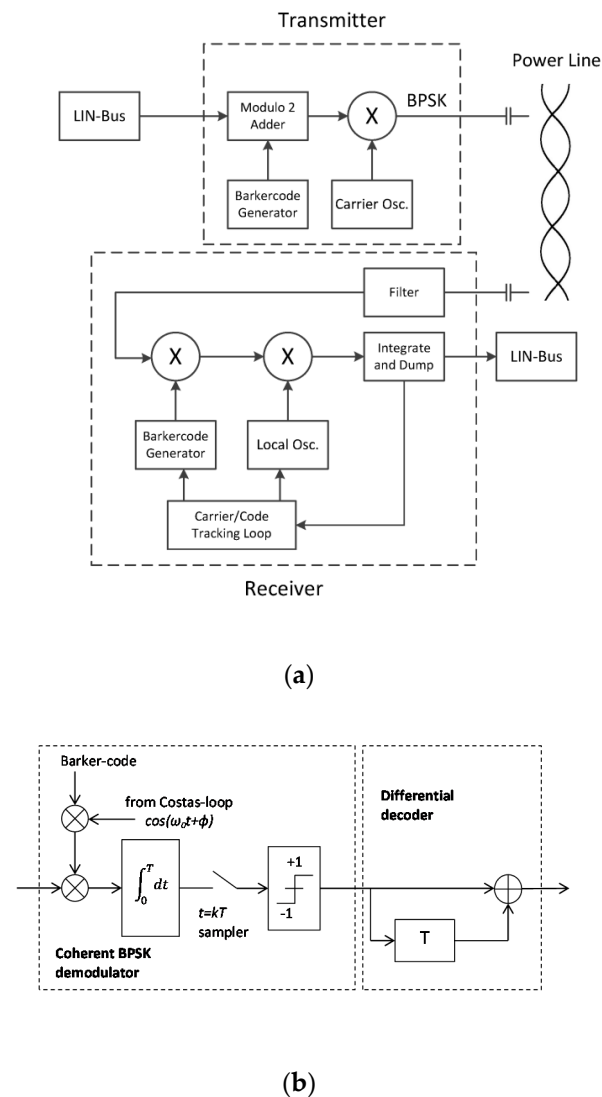 Transmitter
Power Line
LIN-Bus
Modulo 2
Adder
X
BPSK
Barkercode
Generator
Carrier Osc.
Filter
X
X
Integrate
and Dump
LIN-Bus
Barkercode
Generator
Local Osc.
Carrier/Code
Tracking Loop
Receiver
(a)
Barker-code
from Costas-loop
cos(ω₀t+ϕ)
∫₀ᵀ dt
+1
-1
t=kT
sampler
Coherent BPSK
demodulator
Differential
decoder
T
(b)